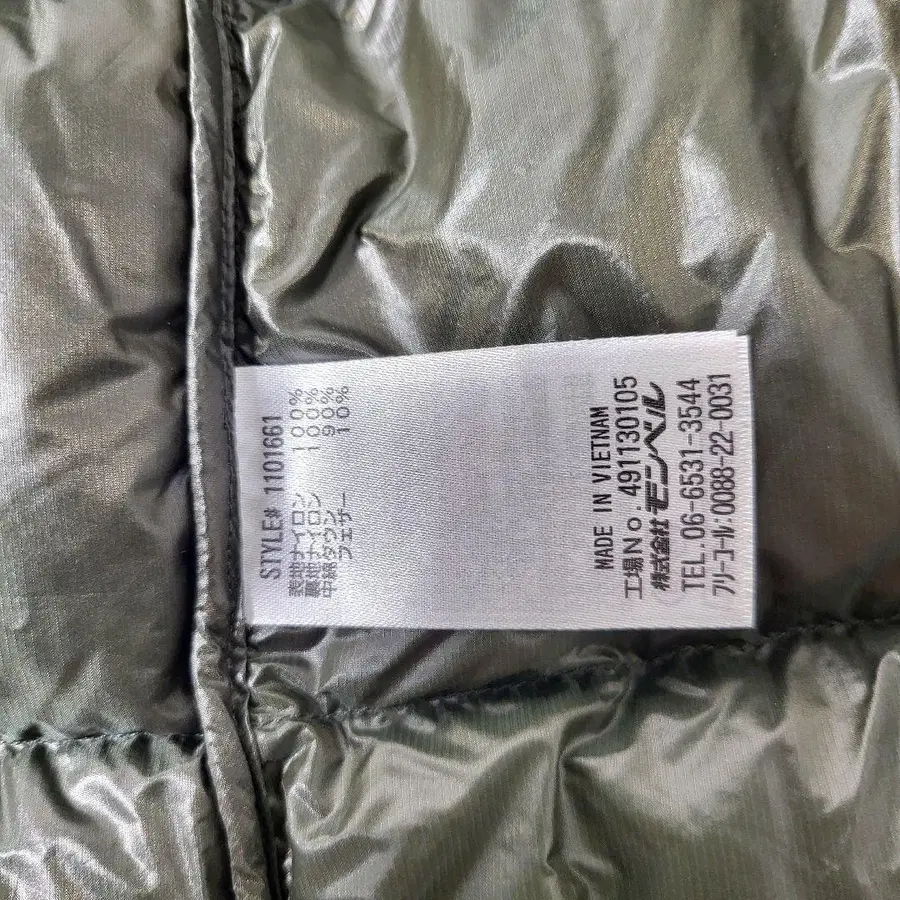 STYLE# 1101661
表地ナイロン 100%
裏地ナイロン 100%
中綿ダウン 90%
フェザー 10%
MADE IN VIETNAM
工場No. 491130105
株式会社 モンベル
TEL. 06-6531-3544
フリーコール:0088-22-0031